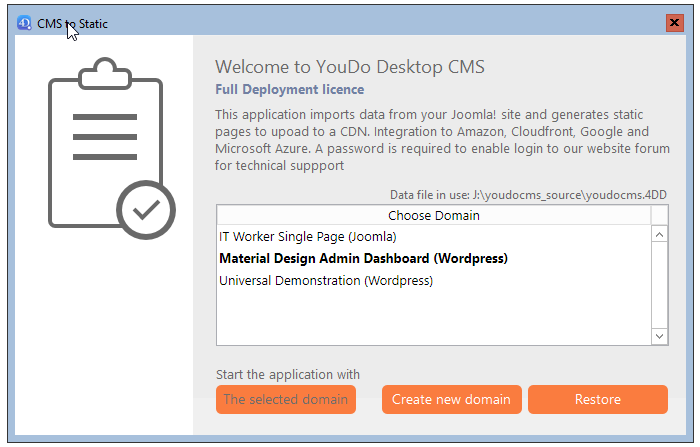 CMS to Static
Welcome to YouDo Desktop CMS
Full Deployment licence
This application imports data from your Joomla! site and generates static
pages to upoad to a CDN. Integration to Amazon, Cloudfront, Google and
Microsoft Azure. A password is required to enable login to our website forum
for technical suppport
Data file in use: J:\youdocms_source\youdocms.4DD
Choose Domain
IT Worker Single Page (Joomla)
Material Design Admin Dashboard (Wordpress)
Universal Demonstration (Wordpress)
Start the application with
The selected domain
Create new domain
Restore